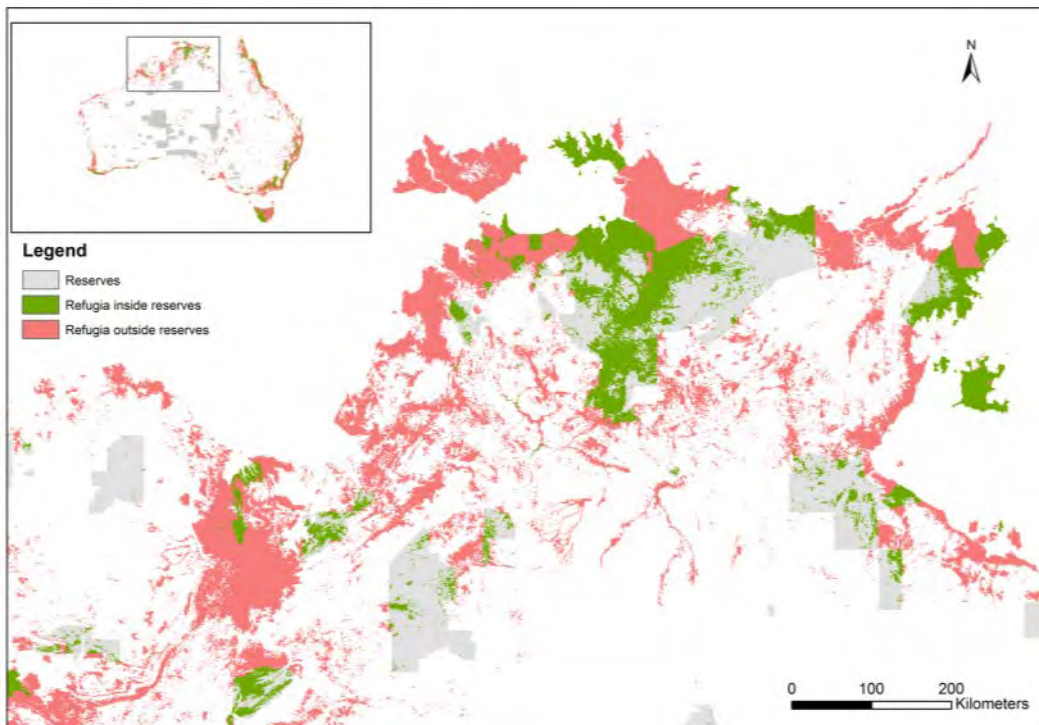 N
Legend
Reserves
Refugia inside reserves
Refugia outside reserves
0 100 200
Kilometers